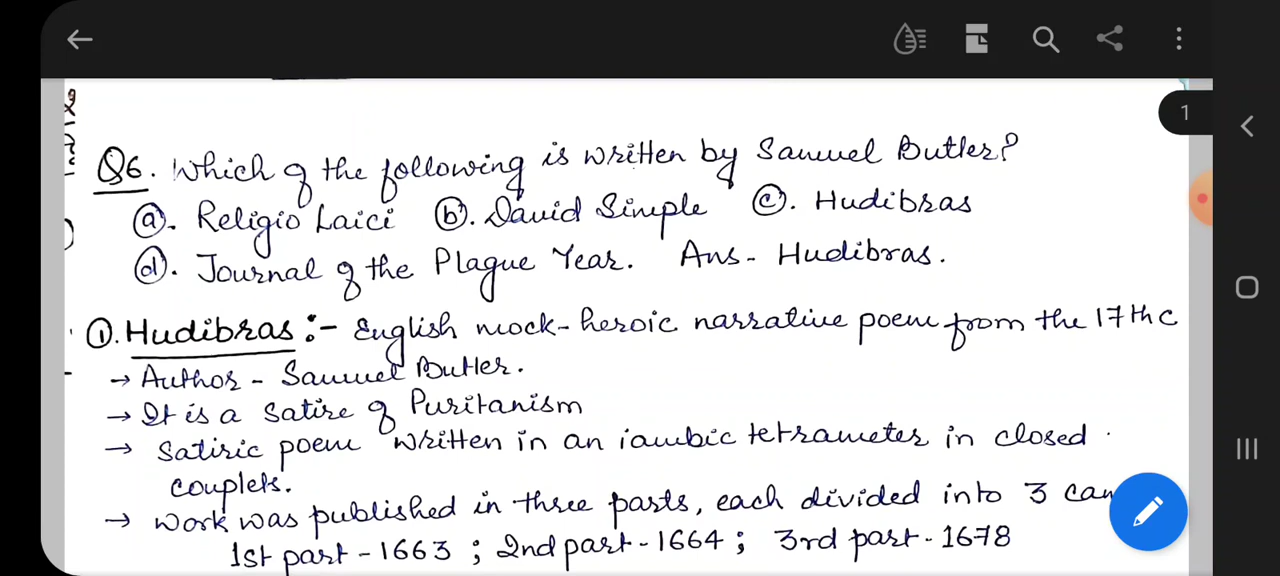 1
Q6. Which of the following is written by Samuel Butler?
(a). Religio Laici (b). David Simple (c). Hudibras
(d). Journal of the Plague Year. Ans - Hudibras.
(1). Hudibras :- English mock-heroic narrative poem from the 17th c
→ Author - Samuel Butler.
→ It is a satire of Puritanism
→ Satiric poem written in an iambic tetrameter in closed
couplets.
→ Work was published in three parts, each divided into 3
1st part - 1663 ; 2nd part - 1664 ; 3rd part - 1678